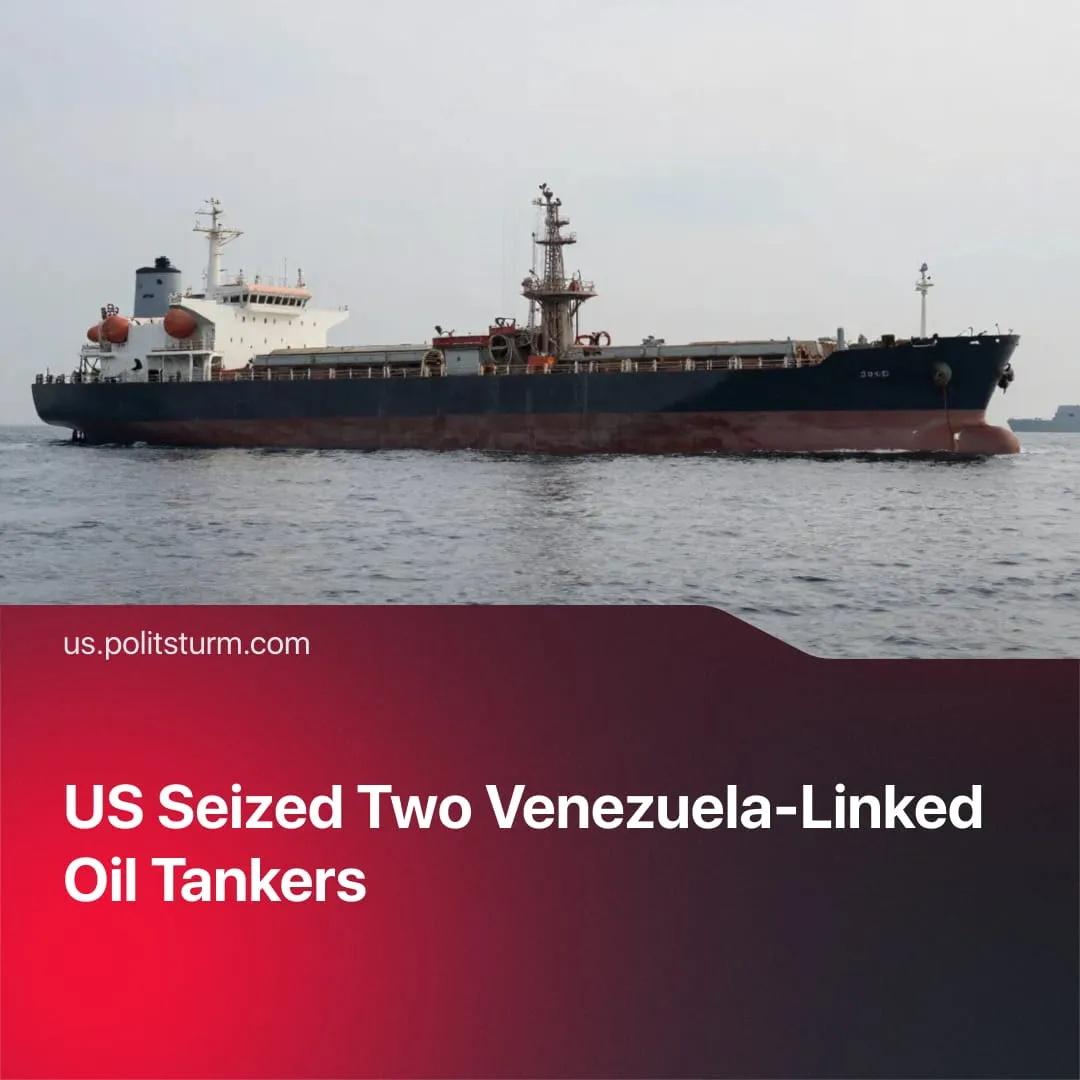 us.politsturm.com
US Seized Two Venezuela-Linked
Oil Tankers